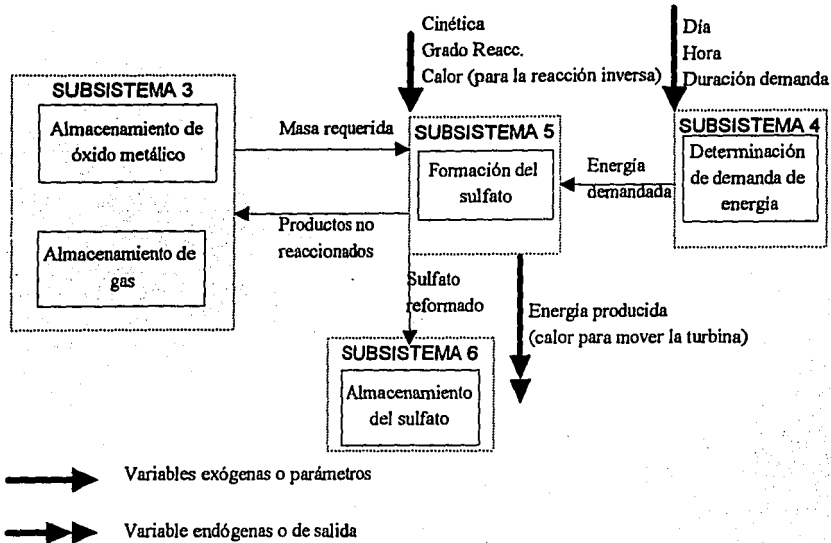 Cinética
Grado Reacc.
Calor (para la reacción inversa)
Día
Hora
Duración demanda
SUBSISTEMA 3
Almacenamiento de
óxido metálico
Almacenamiento de
gas
Masa requerida
Productos no
reaccionados
SUBSISTEMA 5
Formación del
sulfato
Energía
demandada
SUBSISTEMA 4
Determinación
de demanda de
energía
Sulfato
reformado
Energía producida
(calor para mover la turbina)
SUBSISTEMA 6
Almacenamiento
del sulfato
Variables exógenas o parámetros
Variable endógenas o de salida